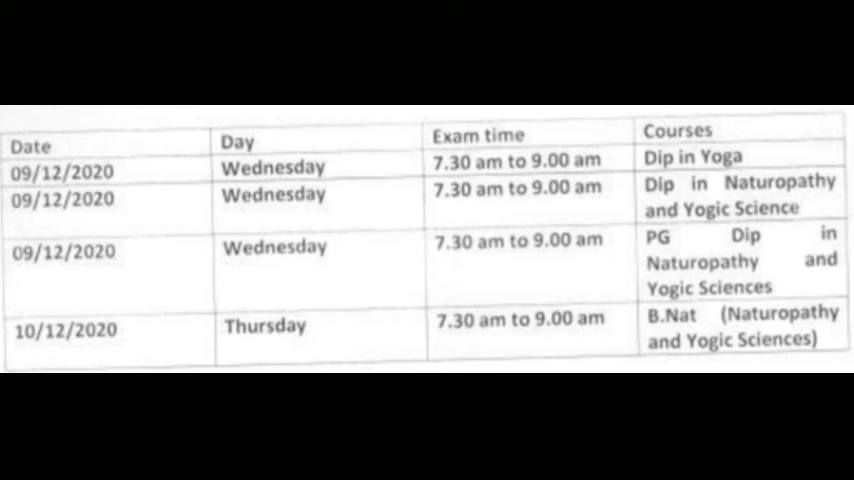 Date Day Exam time Courses
09/12/2020 Wednesday 7.30 am to 9.00 am Dip in Yoga
09/12/2020 Wednesday 7.30 am to 9.00 am Dip in Naturopathy
and Yogic Science
09/12/2020 Wednesday 7.30 am to 9.00 am PG Dip in
Naturopathy and
Yogic Sciences
10/12/2020 Thursday 7.30 am to 9.00 am B.Nat (Naturopathy
and Yogic Sciences)